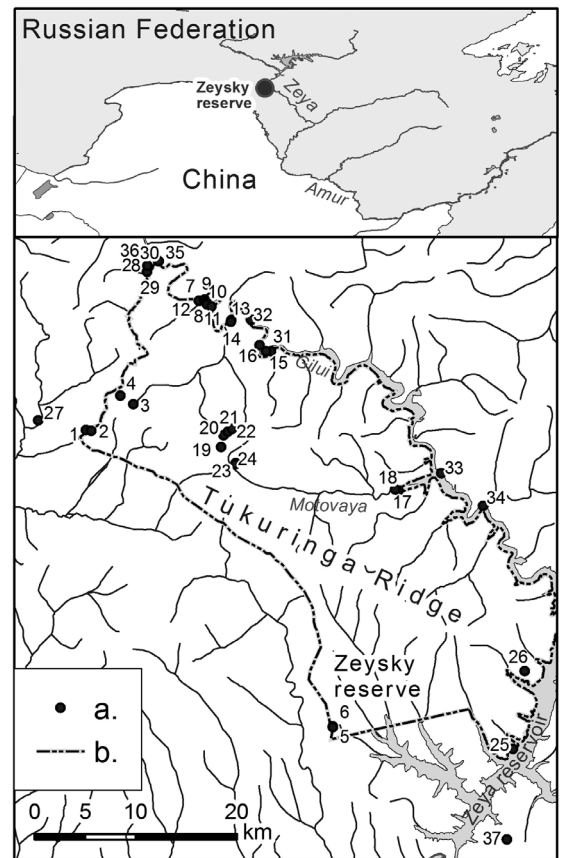 Russian Federation
Zeysky
reserve
Zeya
China
Amur
36 30 35
28
29
7 9 10
12 8 11
13 32
14
31
16 15
Gilui
4
3
27
1 2
21
20 22
19
24
23
18 33
17
34
Motovaya
Tukuringa Ridge
Zeysky
reserve
26
6
5
25
Zeya reservoir
37
a.
b.
0 5 10 20
km